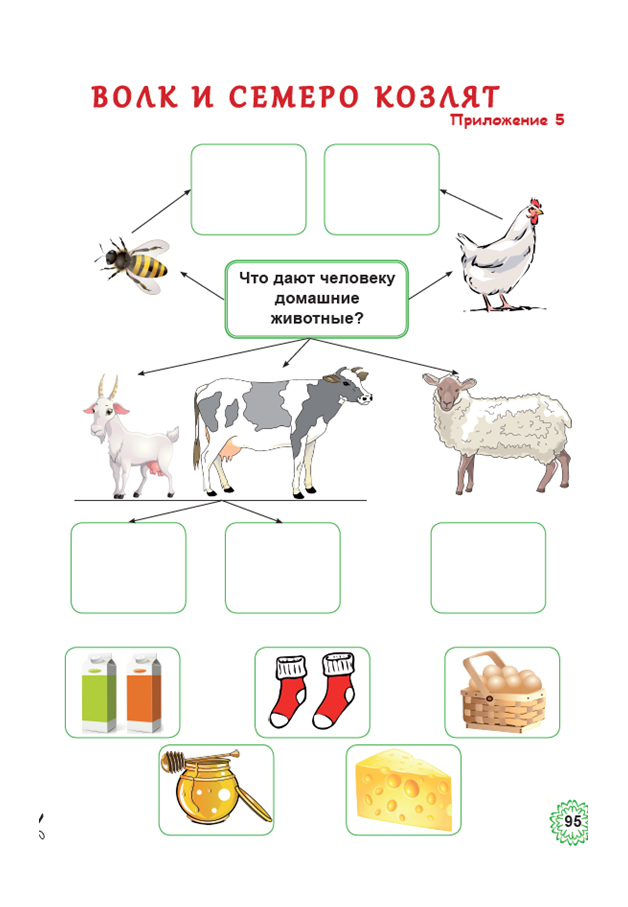 ВОЛК И СЕМЕРО КОЗЛЯТ
Приложение 5
Что дают человеку
домашние
животные?
95